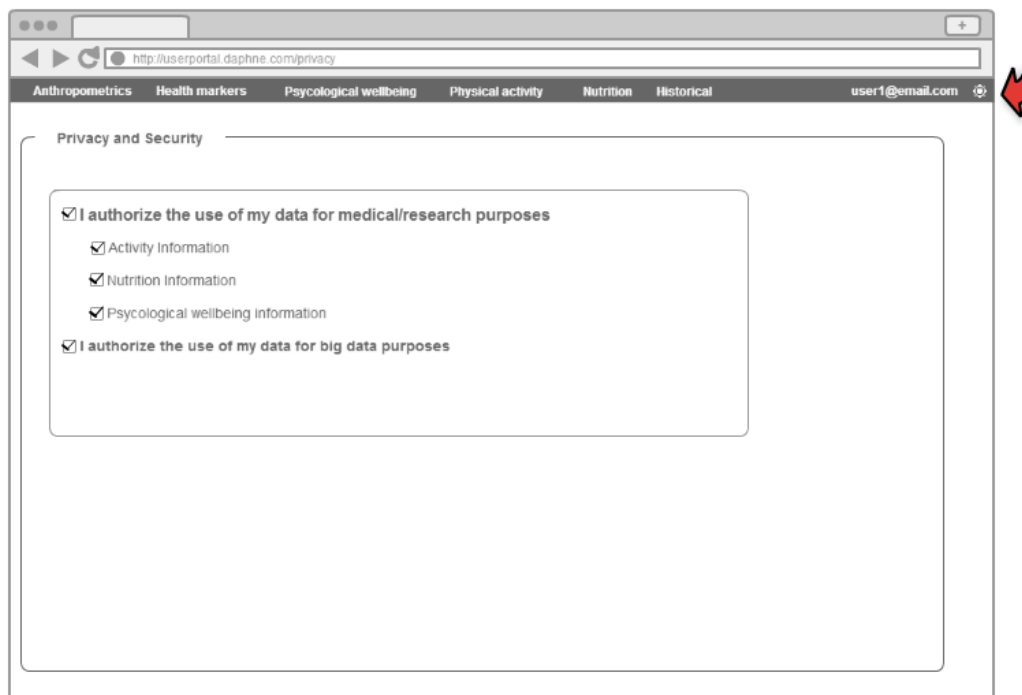 +
http://userportal.daphne.com/privacy
Anthropometrics Health markers Psycological wellbeing Physical activity Nutrition Historical user1@email.com
Privacy and Security
I authorize the use of my data for medical/research purposes
Activity Information
Nutrition Information
Psycological wellbeing information
I authorize the use of my data for big data purposes